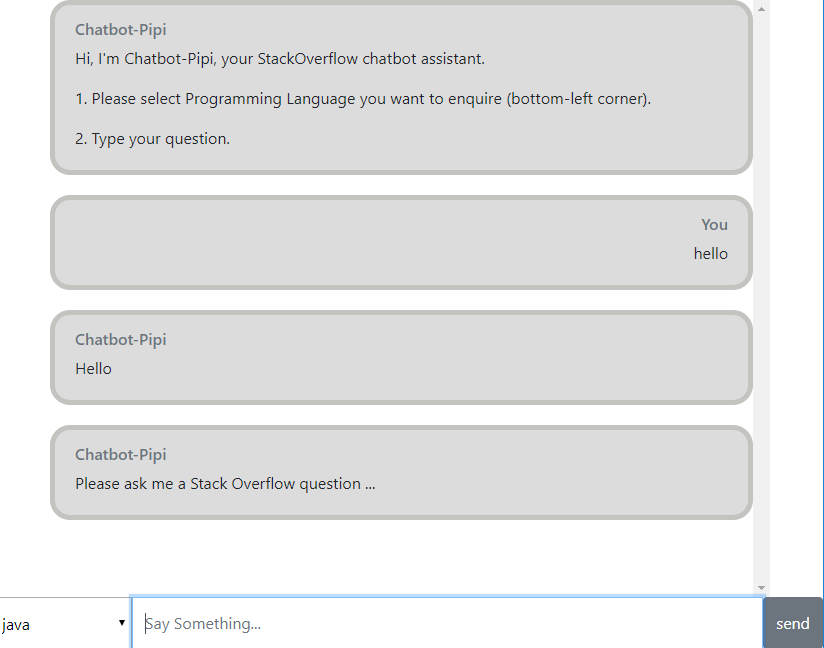 Chatbot-Pipi
Hi, I'm Chatbot-Pipi, your StackOverflow chatbot assistant.
1. Please select Programming Language you want to enquire (bottom-left corner).
2. Type your question.
You
hello
Chatbot-Pipi
Hello
Chatbot-Pipi
Please ask me a Stack Overflow question ...
java
Say Something...
send